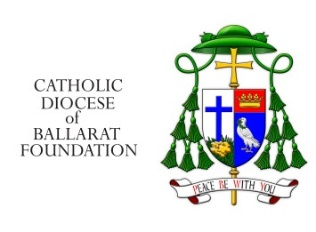 CATHOLIC
DIOCESE
of
BALLARAT
FOUNDATION
PEACE BE WITH YOU